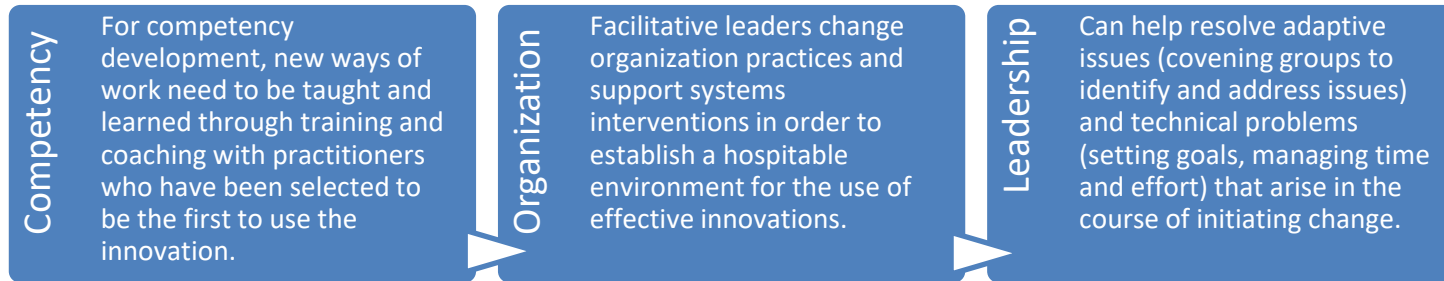 Competency
For competency
development, new ways of
work need to be taught and
learned through training and
coaching with practitioners
who have been selected to
be the first to use the
innovation.
Organization
Facilitative leaders change
organization practices and
support systems
interventions in order to
establish a hospitable
environment for the use of
effective innovations.
Leadership
Can help resolve adaptive
issues (covening groups to
identify and address issues)
and technical problems
(setting goals, managing time
and effort) that arise in the
course of initiating change.